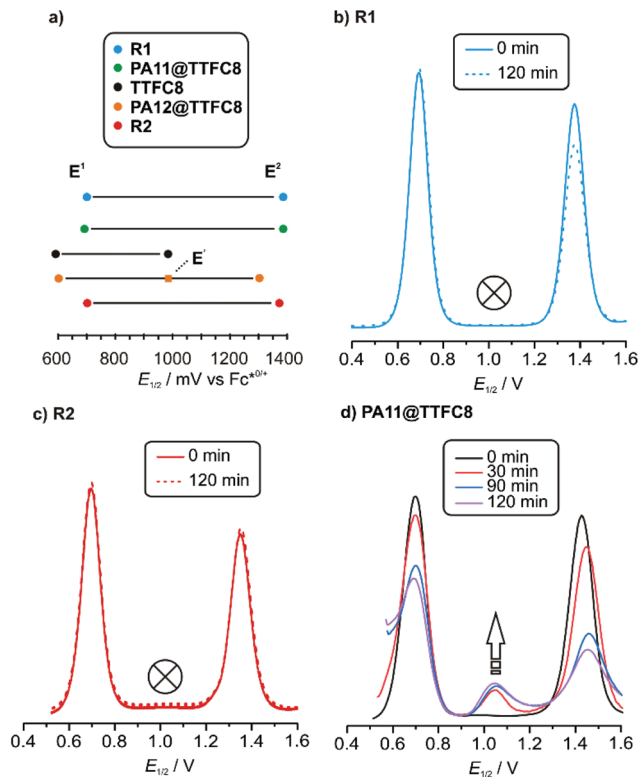 a)
R1
PA11@TTFC8
TTFC8
PA12@TTFC8
R2
E¹ E²
E'
600 800 1000 1200 1400
E1/2 / mV vs Fc*0/+
b) R1
0 min
120 min
0.4 0.6 0.8 1.0 1.2 1.4 1.6
E1/2 / V
c) R2
0 min
120 min
0.4 0.6 0.8 1.0 1.2 1.4 1.6
E1/2 / V
d) PA11@TTFC8
0 min
30 min
90 min
120 min
0.4 0.6 0.8 1.0 1.2 1.4 1.6
E1/2 / V